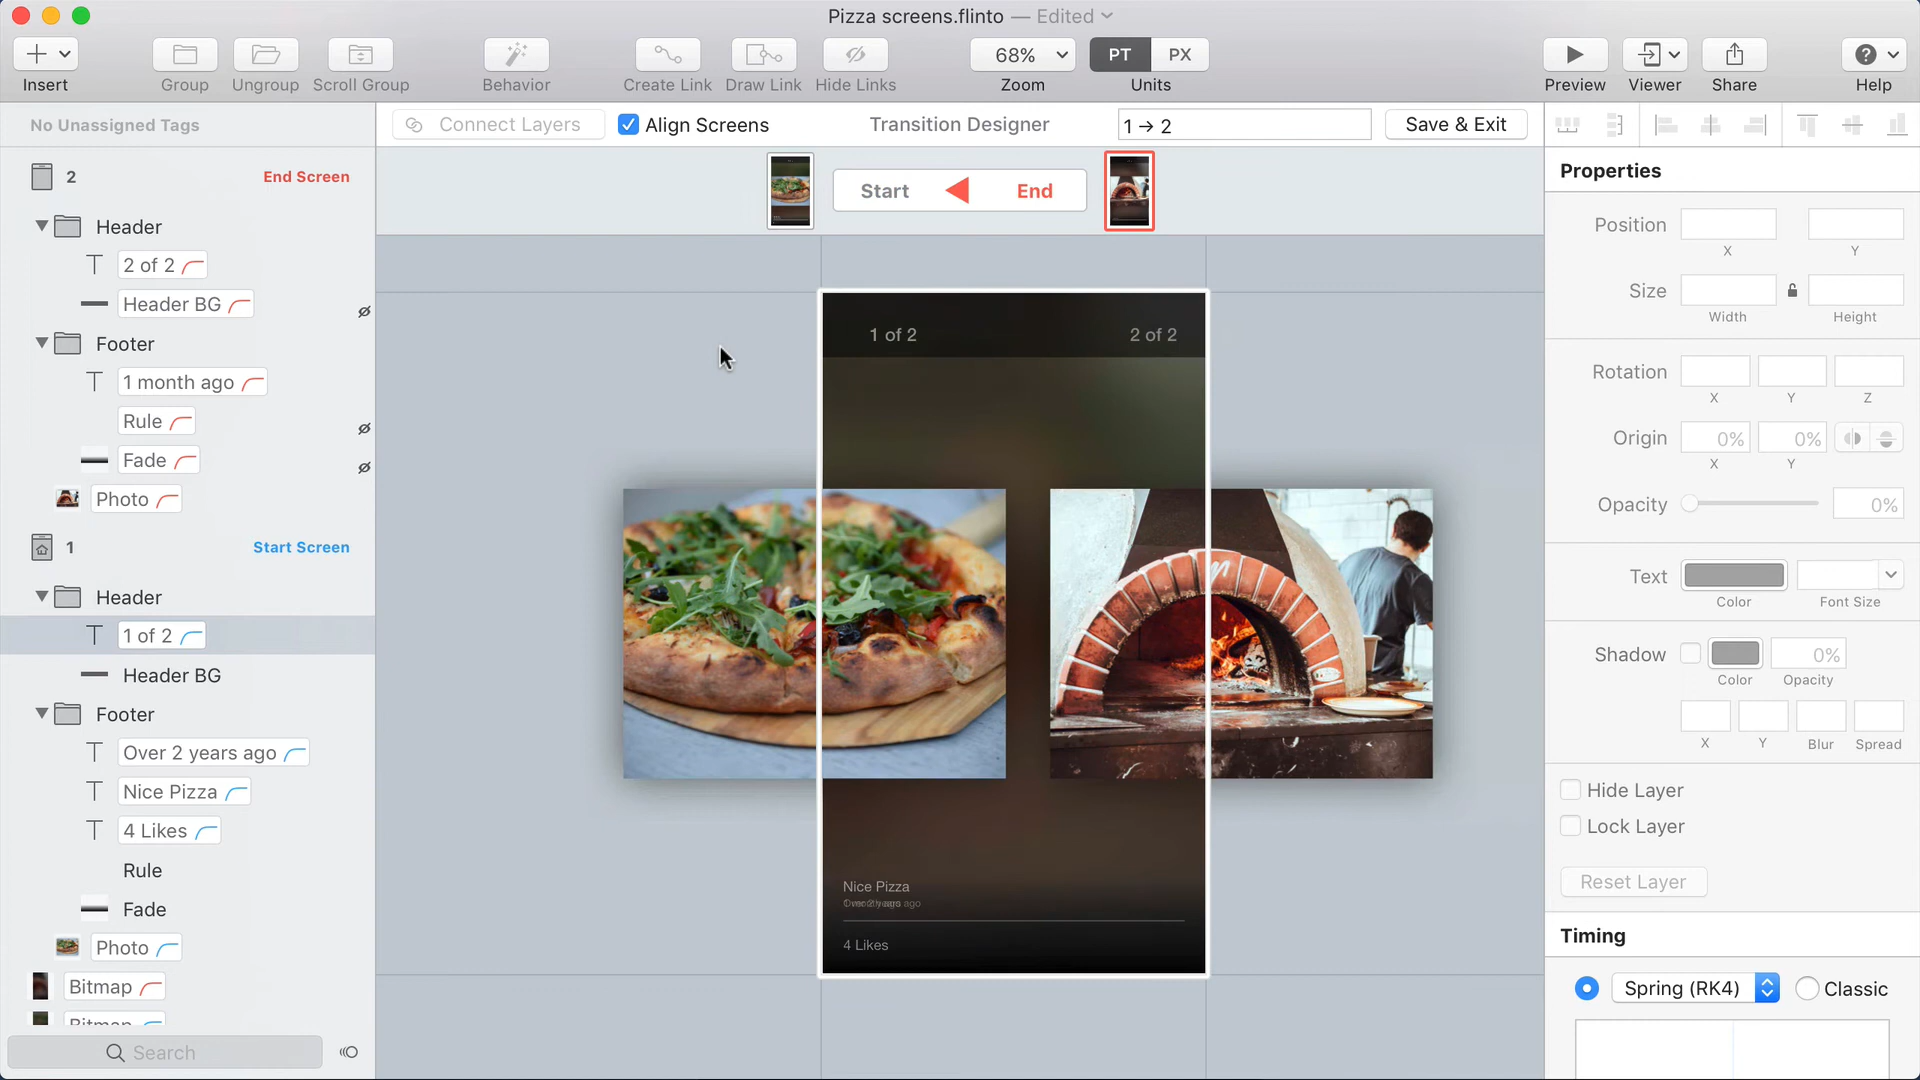 Pizza screens.flinto — Edited
Insert
Group
Ungroup
Scroll Group
Behavior
Create Link
Draw Link
Hide Links
68%
Zoom
PT
PX
Units
Preview
Viewer
Share
Help
No Unassigned Tags
Connect Layers
Align Screens
Transition Designer
1 → 2
Save & Exit
Start
End
2
End Screen
Header
2 of 2
Header BG
Footer
1 month ago
Rule
Fade
Photo
1
Start Screen
Header
1 of 2
Header BG
Footer
Over 2 years ago
Nice Pizza
4 Likes
Rule
Fade
Photo
Bitmap
Bitmap
Search
1 of 2
2 of 2
Nice Pizza
4 Likes
Properties
Position
X
Y
Size
Width
Height
Rotation
X
Y
Z
Origin
0%
0%
X
Y
Opacity
0%
Text
Color
Font Size
Shadow
0%
Color
Opacity
X
Y
Blur
Spread
Hide Layer
Lock Layer
Reset Layer
Timing
Spring (RK4)
Classic